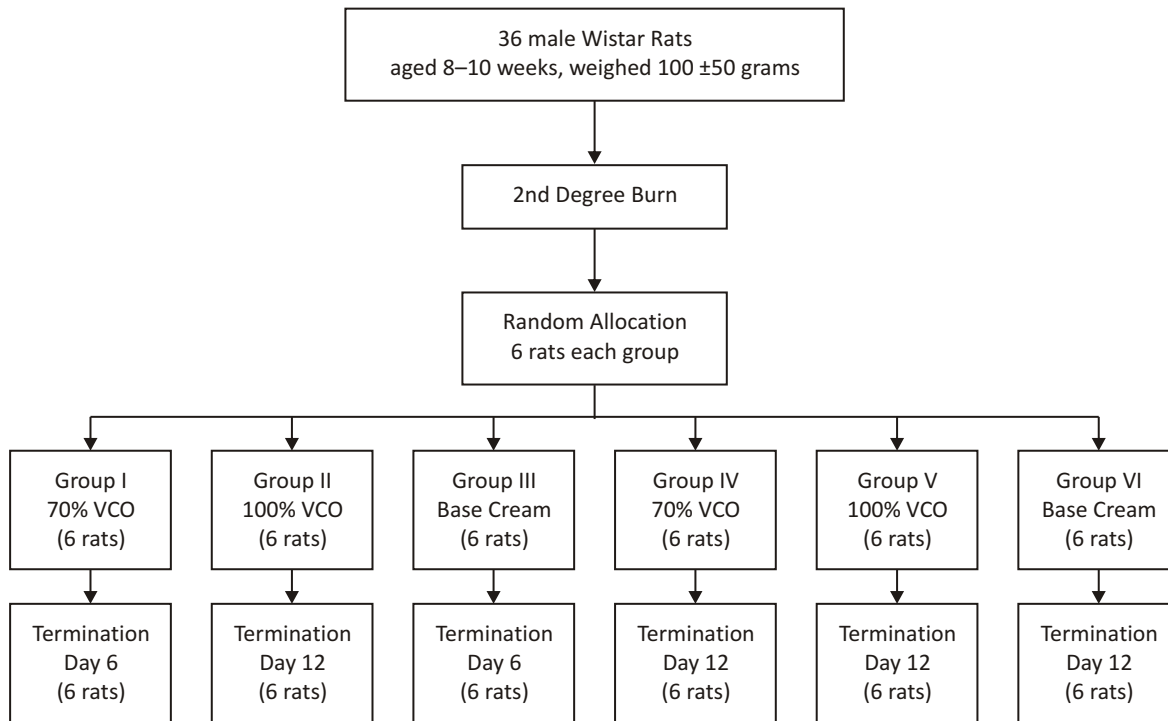 36 male Wistar Rats
aged 8–10 weeks, weighed 100 ±50 grams
2nd Degree Burn
Random Allocation
6 rats each group
Group I
70% VCO
(6 rats)
Group II
100% VCO
(6 rats)
Group III
Base Cream
(6 rats)
Group IV
70% VCO
(6 rats)
Group V
100% VCO
(6 rats)
Group VI
Base Cream
(6 rats)
Termination
Day 6
(6 rats)
Termination
Day 12
(6 rats)
Termination
Day 6
(6 rats)
Termination
Day 12
(6 rats)
Termination
Day 12
(6 rats)
Termination
Day 12
(6 rats)